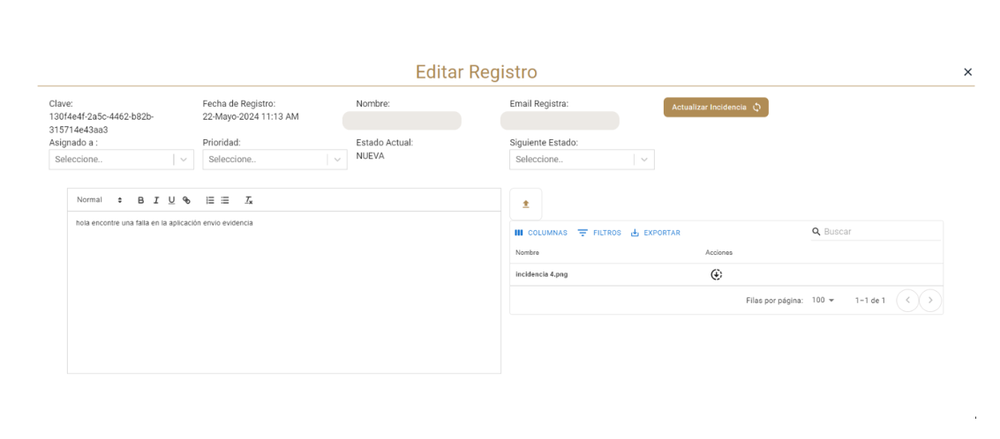 Editar Registro
Clave:
130f4e4f-2a5c-4462-b82b-
315714e43aa3
Fecha de Registro:
22-Mayo-2024 11:13 AM
Nombre:
Email Registra:
Actualizar Incidencia
Asignado a :
Seleccione..
Prioridad:
Seleccione..
Estado Actual:
NUEVA
Siguiente Estado:
Seleccione..
Normal B I U
hola encontre una falla en la aplicación envio evidencia
COLUMNAS FILTROS EXPORTAR Buscar
Nombre Acciones
incidencia 4.png
Filas por página: 100 1–1 de 1